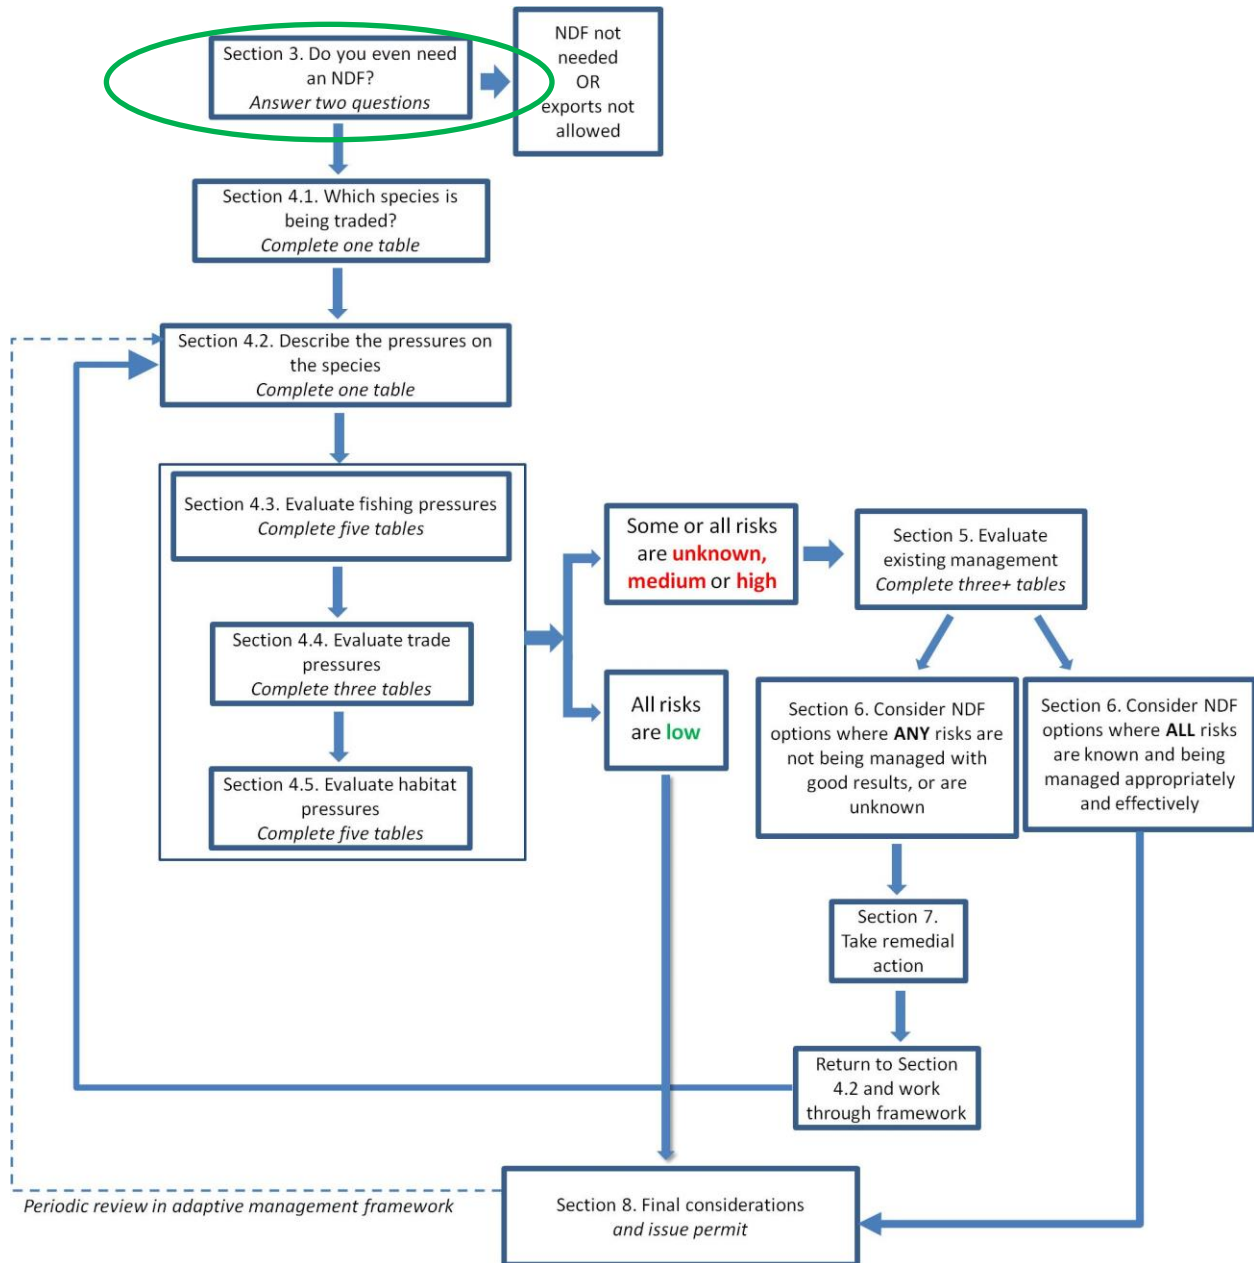 Section 3. Do you even need
an NDF?
Answer two questions
NDF not
needed
OR
exports not
allowed
Section 4.1. Which species is
being traded?
Complete one table
Section 4.2. Describe the pressures on
the species
Complete one table
Section 4.3. Evaluate fishing pressures
Complete five tables
Section 4.4. Evaluate trade
pressures
Complete three tables
Section 4.5. Evaluate habitat
pressures
Complete five tables
Some or all risks
are unknown,
medium or high
All risks
are low
Section 5. Evaluate
existing management
Complete three+ tables
Section 6. Consider NDF
options where ANY risks are
not being managed with
good results, or are
unknown
Section 6. Consider NDF
options where ALL risks
are known and being
managed appropriately
and effectively
Section 7.
Take remedial
action
Return to Section
4.2 and work
through framework
Periodic review in adaptive management framework
Section 8. Final considerations
and issue permit